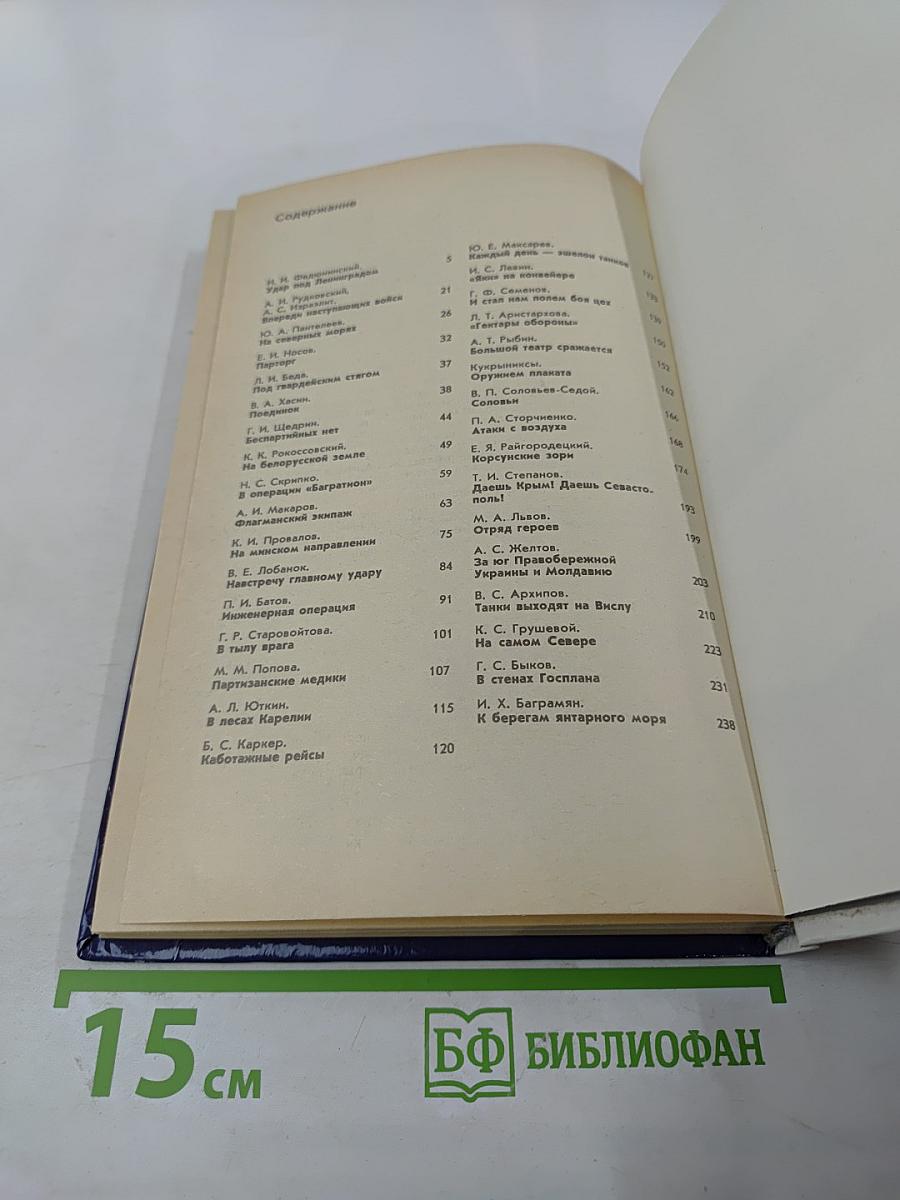 Содержание
И. И. Федюнинский.
Удар под Ленинградом 5
А. И. Рудковский,
А. С. Израэлит.
Впереди наступающих войск 21
Ю. А. Пантелеев.
На северных морях 26
Е. И. Носов.
Парторг 32
Л. И. Беда.
Под гвардейским стягом 37
В. А. Хасин.
Поединок 38
Г. И. Щедрин.
Беспартийных нет 44
К. К. Рокоссовский.
На белорусской земле 49
Н. С. Скрипко.
В операции «Багратион» 59
А. И. Макаров.
Флагманский экипаж 63
К. И. Провалов.
На минском направлении 75
В. Е. Лобанок.
Навстречу главному удару 84
П. И. Батов.
Инженерная операция 91
Г. Р. Старовойтова.
В тылу врага 101
М. М. Попова.
Партизанские медики 107
А. Л. Юткин.
В лесах Карелии 115
Б. С. Каркер.
Каботажные рейсы 120
Ю. Е. Максарев.
Каждый день — эшелон танков 127
И. С. Левин.
«Яки» на конвейере 133
Г. Ф. Семенов.
И стал нам полем боя цех 139
Л. Т. Аристархова.
«Гектары обороны» 150
А. Т. Рыбин.
Большой театр сражается 152
Кукрыниксы.
Оружием плаката 162
В. П. Соловьев-Седой.
Соловьи 166
П. А. Сторчиенко.
Атаки с воздуха 168
Е. Я. Райгородецкий.
Корсунские зори 174
Т. И. Степанов.
Даешь Крым! Даешь Севасто-
поль! 193
М. А. Львов.
Отряд героев 199
А. С. Желтов.
За юг Правобережной
Украины и Молдавию 203
В. С. Архипов.
Танки выходят на Вислу 210
К. С. Грушевой.
На самом Севере 223
Г. С. Быков.
В стенах Госплана 231
И. Х. Баграмян.
К берегам янтарного моря 238
15 см
БФ БИБЛИОФАН